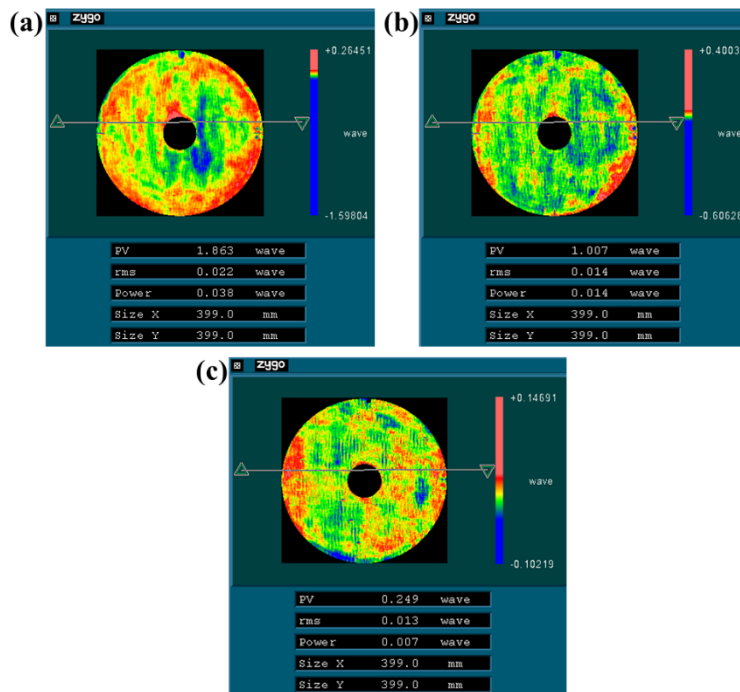 (a)
zygo
+0.26451
wave
-1.59804
PV 1.863 wave
rms 0.022 wave
Power 0.038 wave
Size X 399.0 mm
Size Y 399.0 mm
(b)
zygo
+0.4003
wave
-0.60628
PV 1.007 wave
rms 0.014 wave
Power 0.014 wave
Size X 399.0 mm
Size Y 399.0 mm
(c)
zygo
+0.14691
wave
-0.10219
PV 0.249 wave
rms 0.013 wave
Power 0.007 wave
Size X 399.0 mm
Size Y 399.0 mm